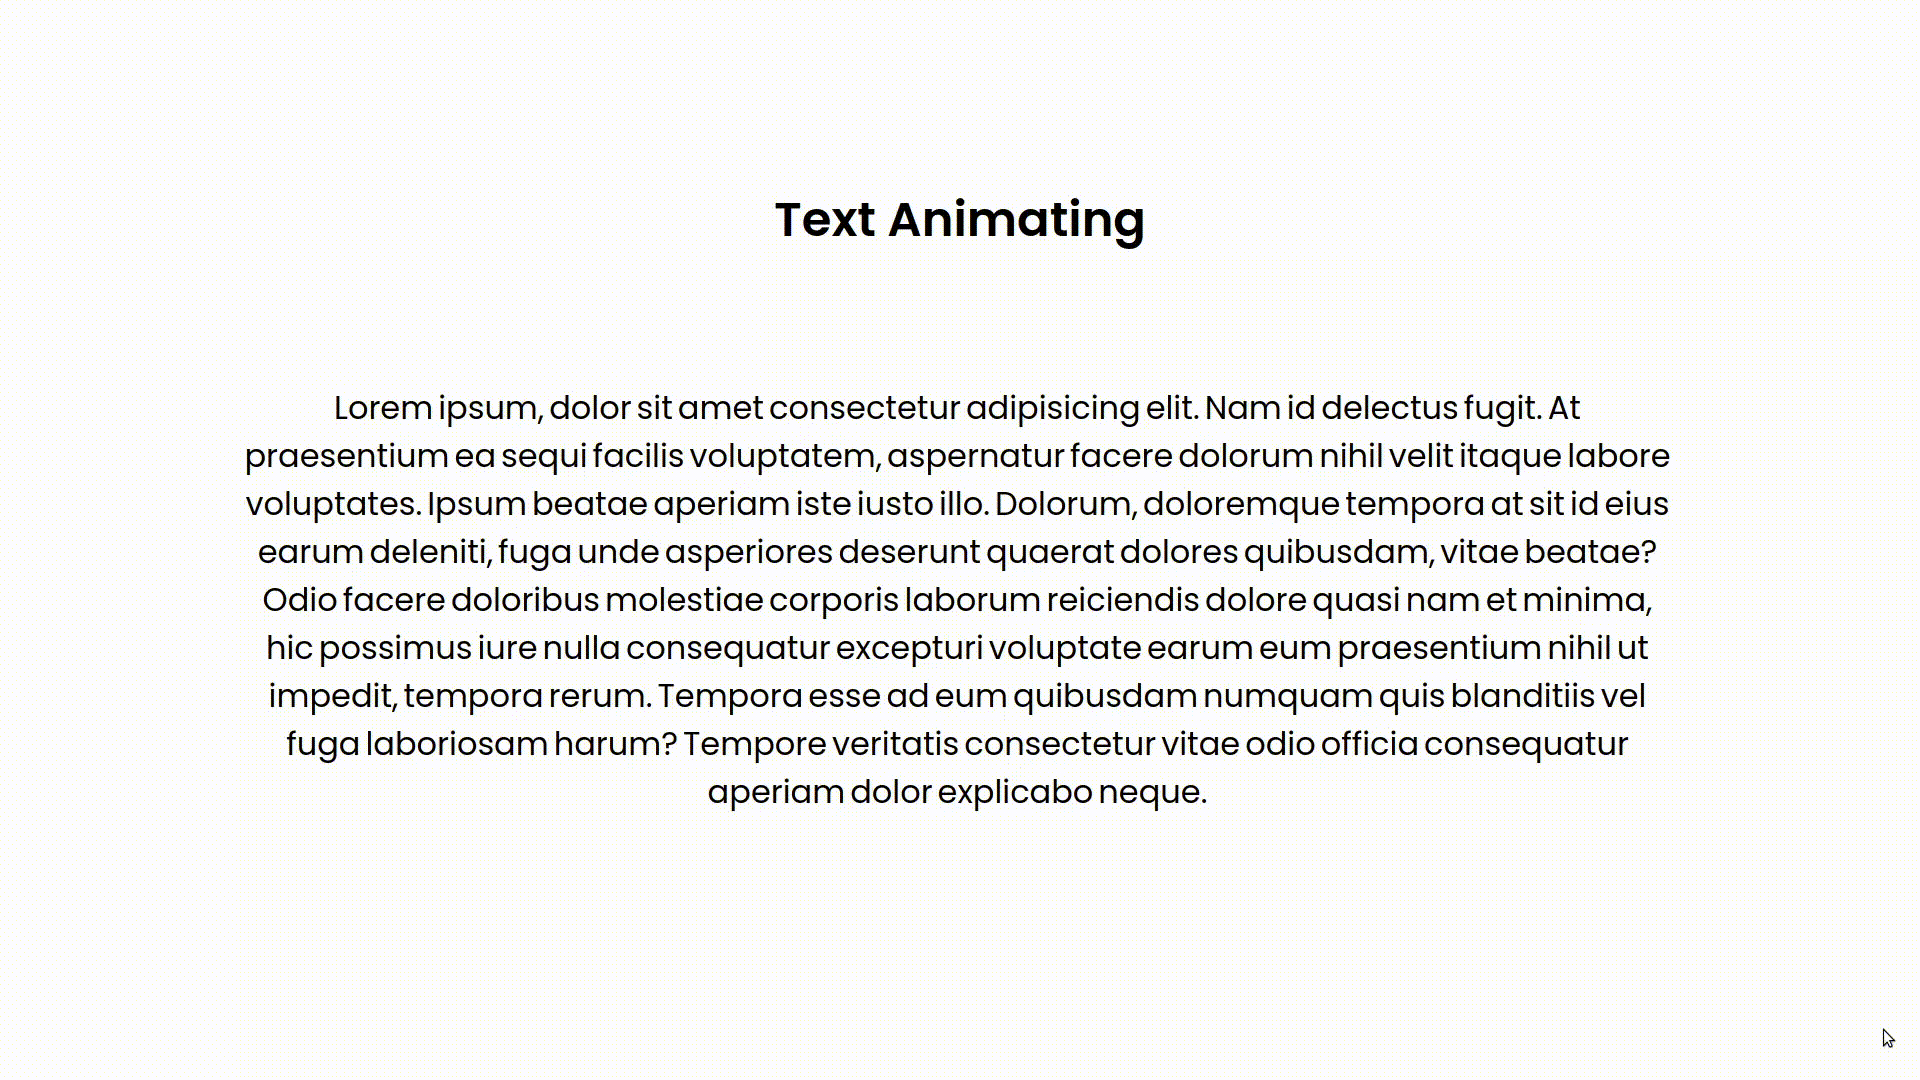 Text Animating
Lorem ipsum, dolor sit amet consectetur adipisicing elit. Nam id delectus fugit. At
praesentium ea sequi facilis voluptatem, aspernatur facere dolorum nihil velit itaque labore
voluptates. Ipsum beatae aperiam iste iusto illo. Dolorum, doloremque tempora at sit id eius
earum deleniti, fuga unde asperiores deserunt quaerat dolores quibusdam, vitae beatae?
Odio facere doloribus molestiae corporis laborum reiciendis dolore quasi nam et minima,
hic possimus iure nulla consequatur excepturi voluptate earum eum praesentium nihil ut
impedit, tempora rerum. Tempora esse ad eum quibusdam numquam quis blanditiis vel
fuga laboriosam harum? Tempore veritatis consectetur vitae odio officia consequatur
aperiam dolor explicabo neque.